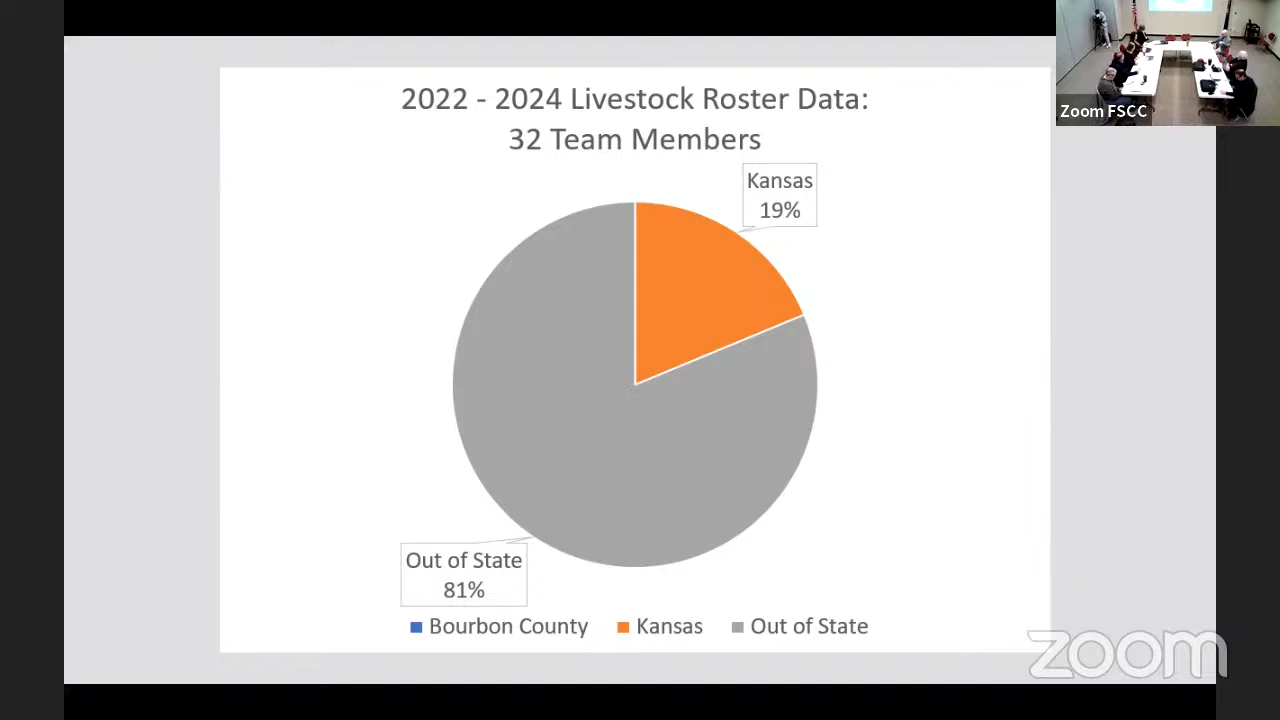 2022 - 2024 Livestock Roster Data:
32 Team Members
Kansas
19%
Out of State
81%
Bourbon County Kansas Out of State
Zoom FSCC
zoom